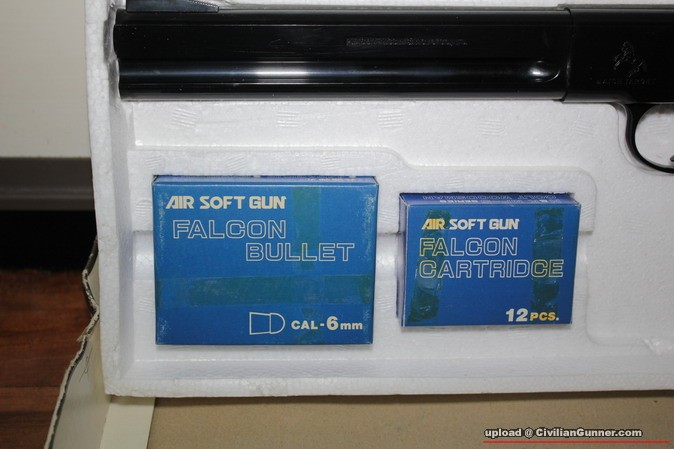 AIR SOFT GUN
FALCON
BULLET
CAL-6mm
AIR SOFT GUN
FALCON
CARTRIDGE
12 PCS.
upload @ CivilianGunner.com